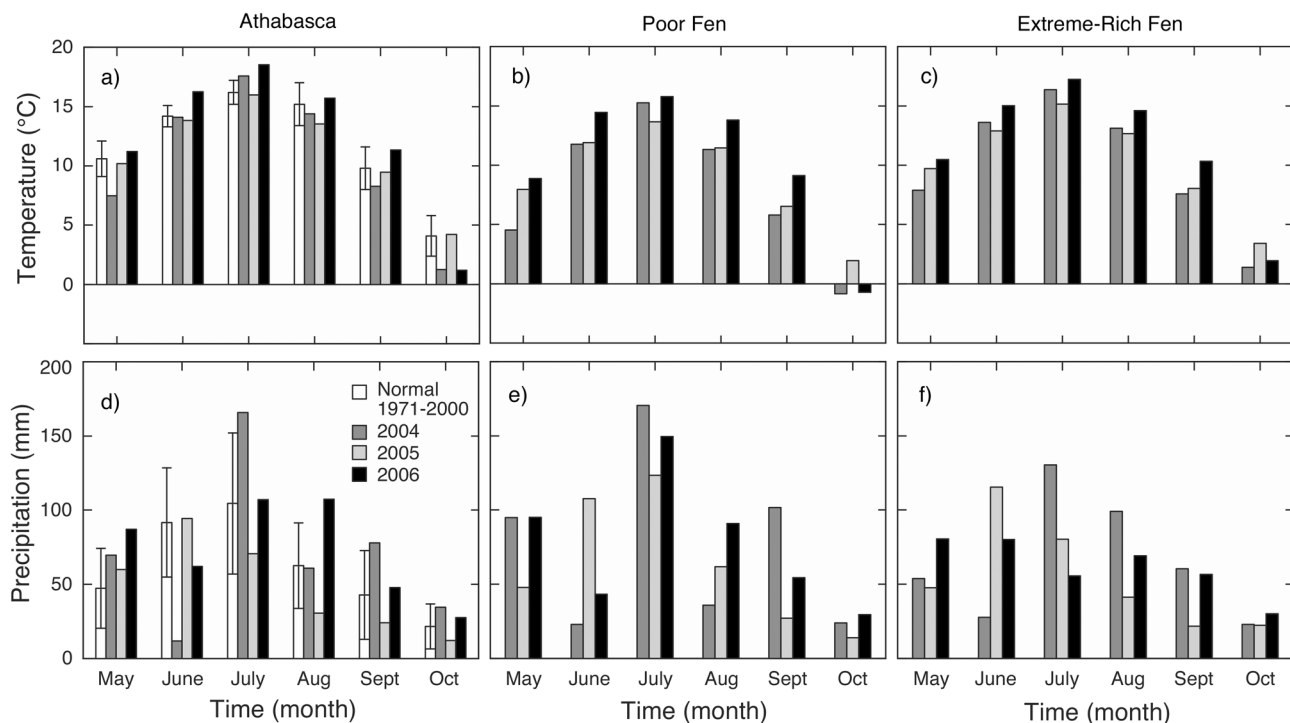 Athabasca
Poor Fen
Extreme-Rich Fen
Temperature (°C)
20
15
10
5
0
a)
b)
c)
Precipitation (mm)
200
150
100
50
0
d)
Normal
1971-2000
2004
2005
2006
e)
f)
May June July Aug Sept Oct
May June July Aug Sept Oct
May June July Aug Sept Oct
Time (month)
Time (month)
Time (month)